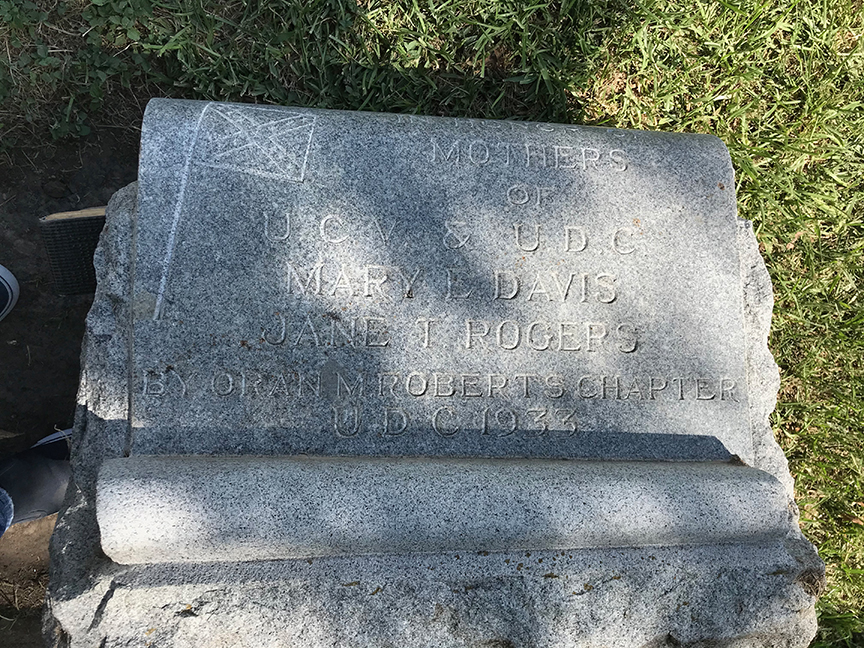 MOTHERS
OF
U.C.V. & U.D.C
MARY L DAVIS
JANE T ROGERS
BY ORAN M ROBERTS CHAPTER
U D C 1933